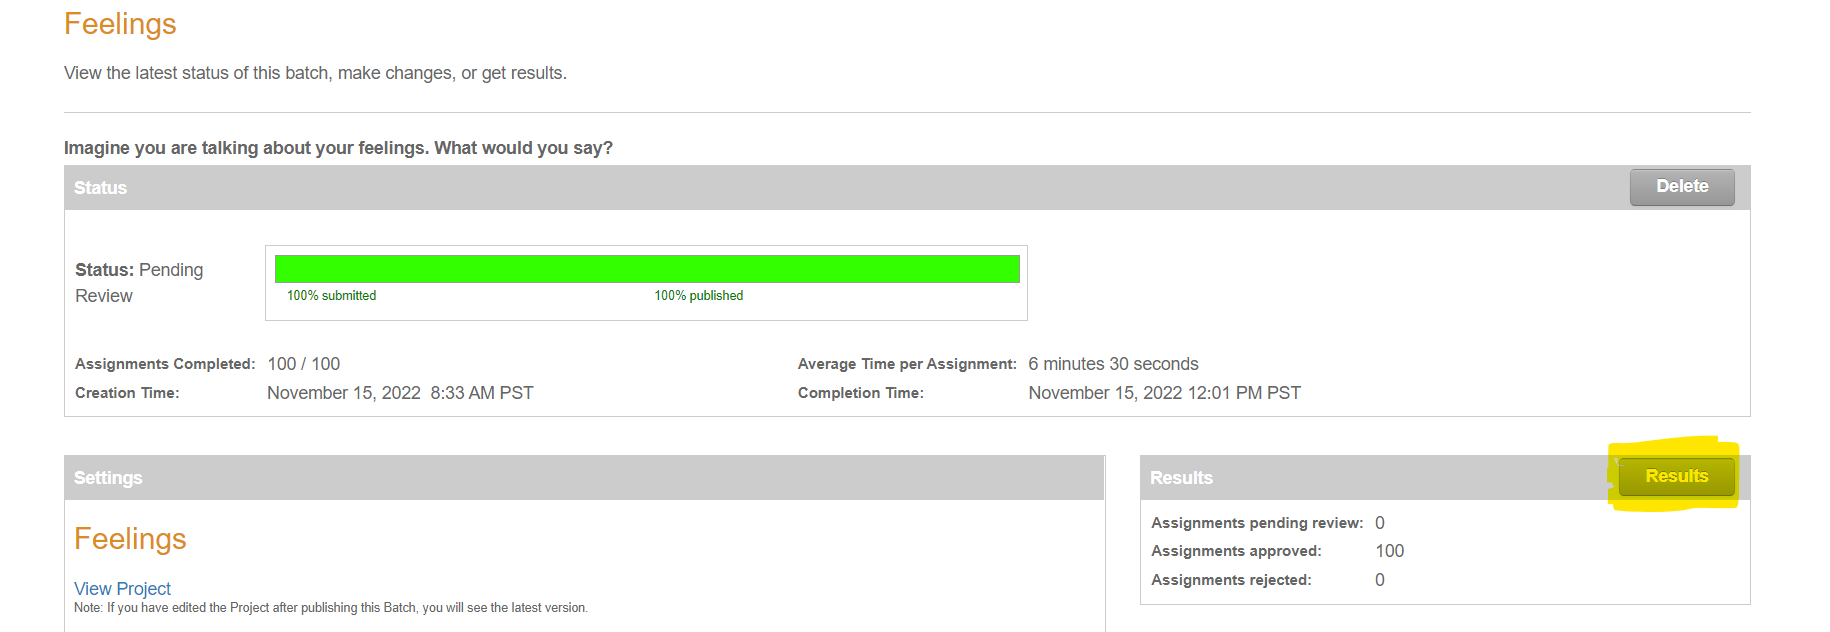 Feelings
View the latest status of this batch, make changes, or get results.
Imagine you are talking about your feelings. What would you say?
Status
Delete
Status: Pending
Review
100% submitted
100% published
Assignments Completed: 100 / 100
Average Time per Assignment: 6 minutes 30 seconds
Creation Time: November 15, 2022 8:33 AM PST
Completion Time: November 15, 2022 12:01 PM PST
Settings
Feelings
View Project
Note: If you have edited the Project after publishing this Batch, you will see the latest version.
Results
Results
Assignments pending review: 0
Assignments approved: 100
Assignments rejected: 0